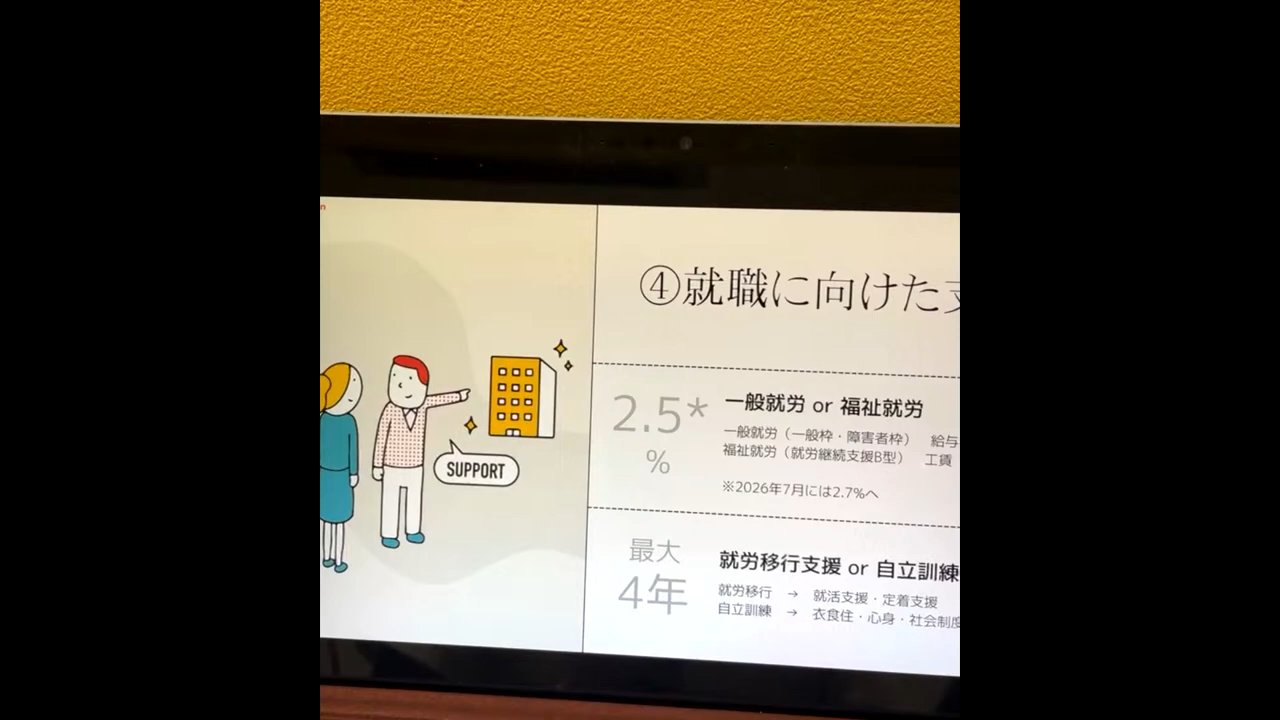 ④就職に向けた
2.5*
%
一般就労 or 福祉就労
一般就労（一般枠・障害者枠） 給与
福祉就労（就労継続支援B型） 工賃
※2026年7月には2.7%へ
SUPPORT
最大
4年
就労移行支援 or 自立訓練
就労移行 → 就活支援・定着支援
自立訓練 → 衣食住・心身・社会制度